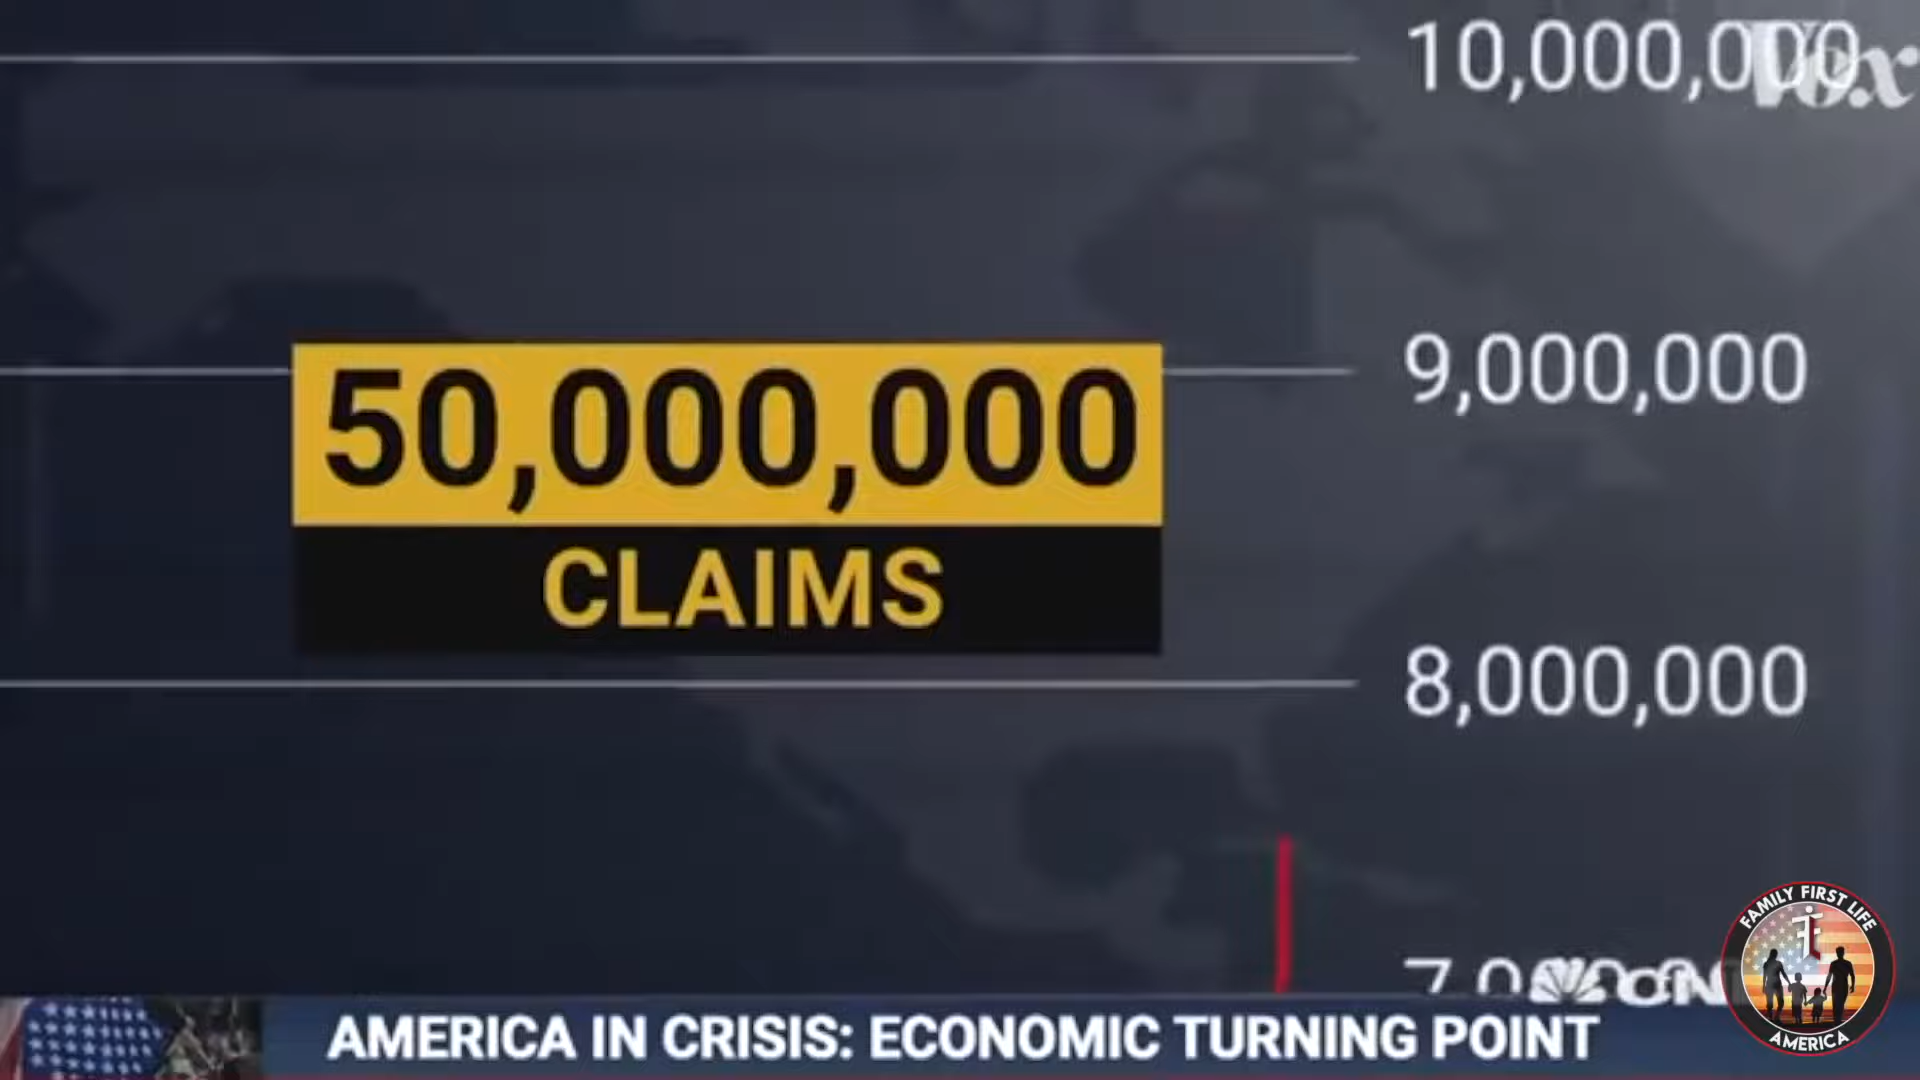 10,000,000
Vox
9,000,000
50,000,000
CLAIMS
8,000,000
FAMILY FIRST LIFE
AMERICA
AMERICA IN CRISIS: ECONOMIC TURNING POINT